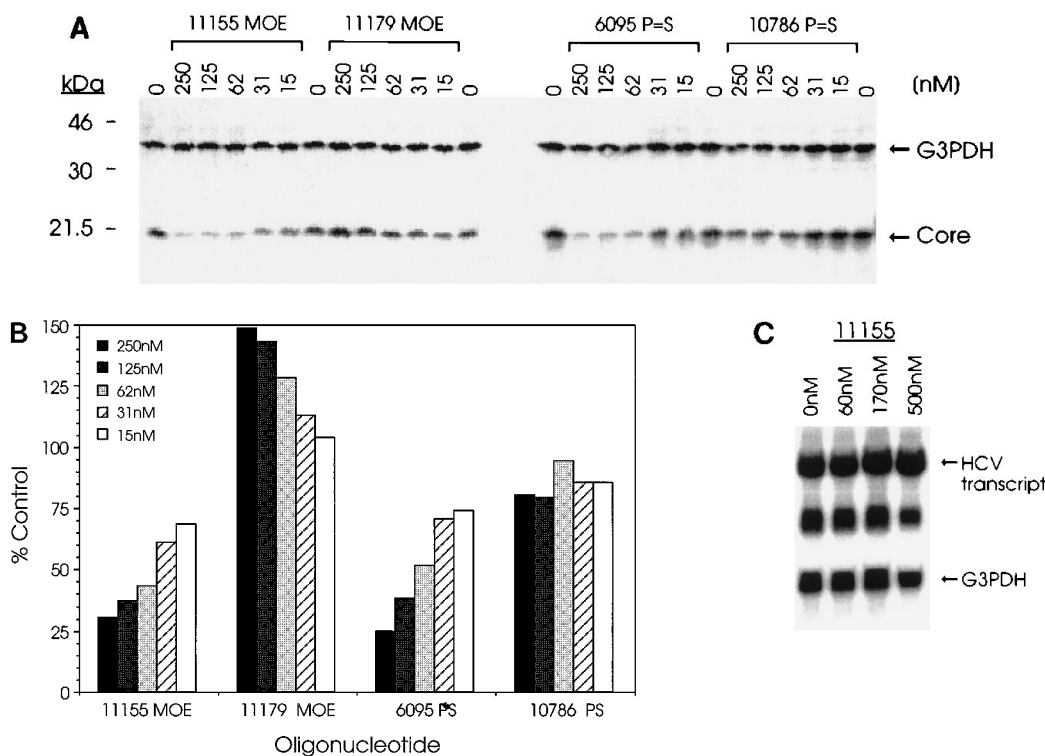 A
11155 MOE 11179 MOE 6095 P=S 10786 P=S
kDa 0 250 125 62 31 15 0 250 125 62 31 15 0 0 250 125 62 31 15 0 250 125 62 31 15 0 (nM)
46
30
21.5
←G3PDH
←Core
B
% Control
150
125
100
75
50
25
0
250nM
125nM
62nM
31nM
15nM
11155 MOE 11179 MOE 6095 PS 10786 PS
Oligonucleotide
C
11155
0nM 60nM 170nM 500nM
←HCV
transcript
←G3PDH